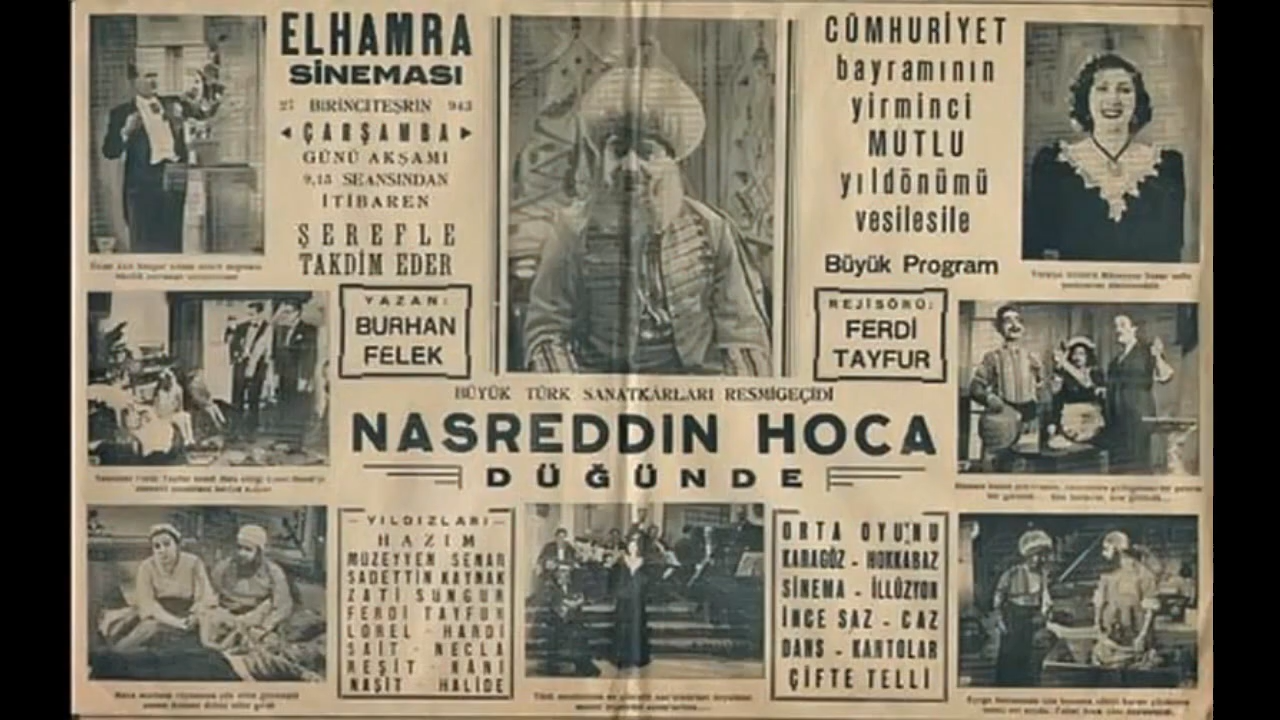 ELHAMRA
SİNEMASI
27 BİRİNCİTEŞRİN 943
ÇARŞAMBA
GÜNÜ AKŞAMI
9,15 SEANSINDAN
İTİBAREN
ŞEREFLE
TAKDİM EDER
CÜMHURİYET
bayramının
yirminci
MUTLU
yıldönümü
vesilesile
Büyük Program
YAZAN:
BURHAN
FELEK
REJİSÖRÜ:
FERDİ
TAYFUR
BÜYÜK TÜRK SANATKÂRLARI RESMİGEÇİDİ
NASREDDIN HOCA
DÜĞÜNDE
YILDIZLARI
HAZIM
MÜZEYYEN SENAR
SADETTİN KAYNAK
ZATİ SUNGUR
FERDİ TAYFUR
LOREL - HARDİ
SAİT - NECLA
REŞİT - KANİ
NAŞİT - HALİDE
ORTA OYUNU
KARAGÖZ - HOKKABAZ
SİNEMA - İLLÜZYON
İNCE SAZ - CAZ
DANS - KANTOLAR
ÇİFTE TELLİ